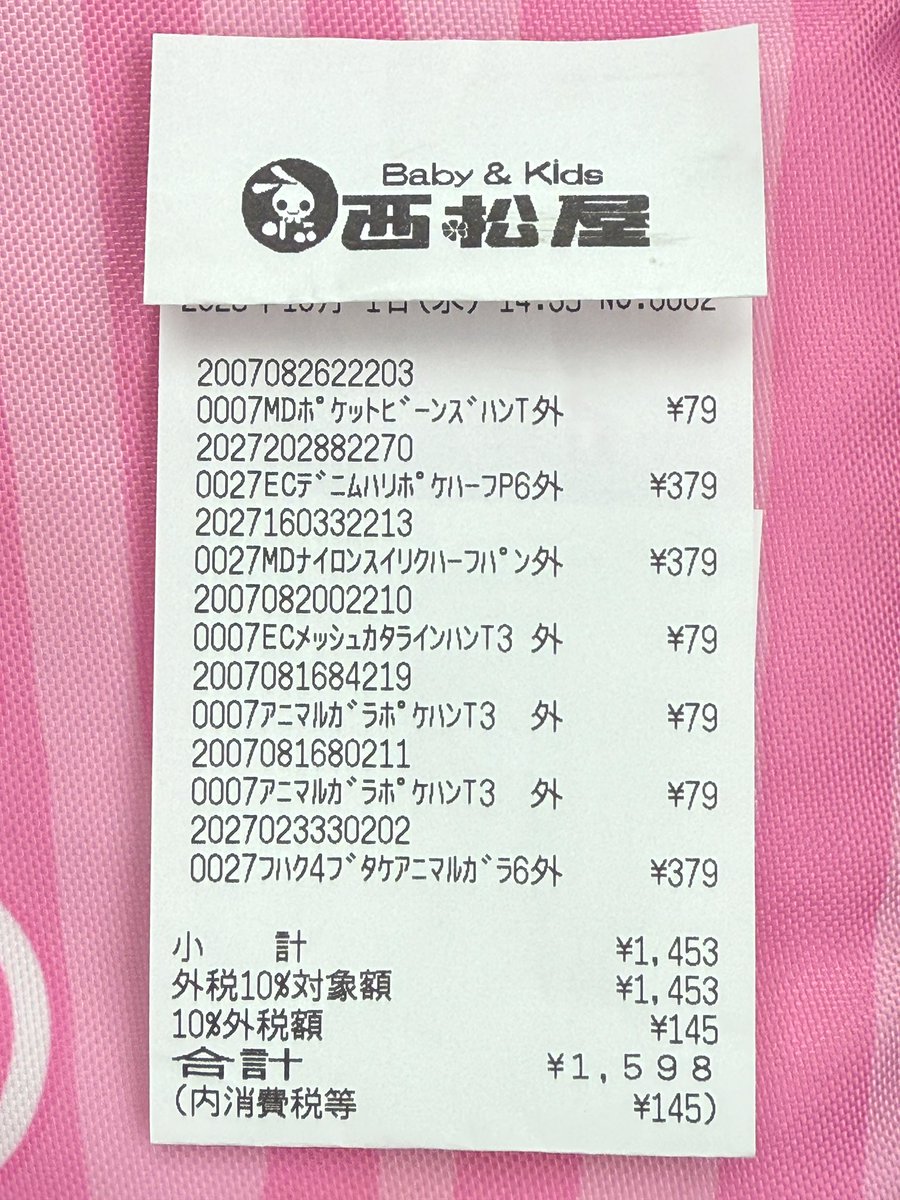 Baby & Kids
西松屋
2007082622203
0007MDﾎﾟｹｯﾄﾋﾞｰﾝｽﾞﾊﾝT外 ¥79
2027202882270
0027ECﾃﾞﾆﾑﾊﾘﾎﾟｹﾊｰﾌP6外 ¥379
2027160332213
0027MDﾅｲﾛﾝｽｲﾘｸﾊｰﾌﾊﾟﾝ外 ¥379
2007082002210
0007ECﾒｯｼｭｶﾀﾗｲﾝﾊﾝT3 外 ¥79
2007081684219
0007ｱﾆﾏﾙｶﾞﾗﾎﾟｹﾊﾝT3 外 ¥79
2007081680211
0007ｱﾆﾏﾙｶﾞﾗﾎﾟｹﾊﾝT3 外 ¥79
2027023330202
0027ﾌﾊｸ4ﾌﾞﾀｹｱﾆﾏﾙｶﾞﾗ6外 ¥379
小 計 ¥1,453
外税10%対象額 ¥1,453
10%外税額 ¥145
合計 ¥1,598
(内消費税等 ¥145)